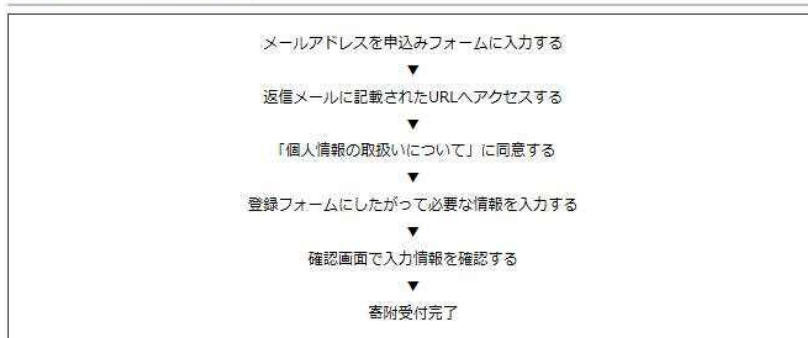 メールアドレスを申込みフォームに入力する
▼
返信メールに記載されたURLへアクセスする
▼
「個人情報の取扱いについて」に同意する
▼
登録フォームにしたがって必要な情報を入力する
▼
確認画面で入力情報を確認する
▼
寄附受付完了